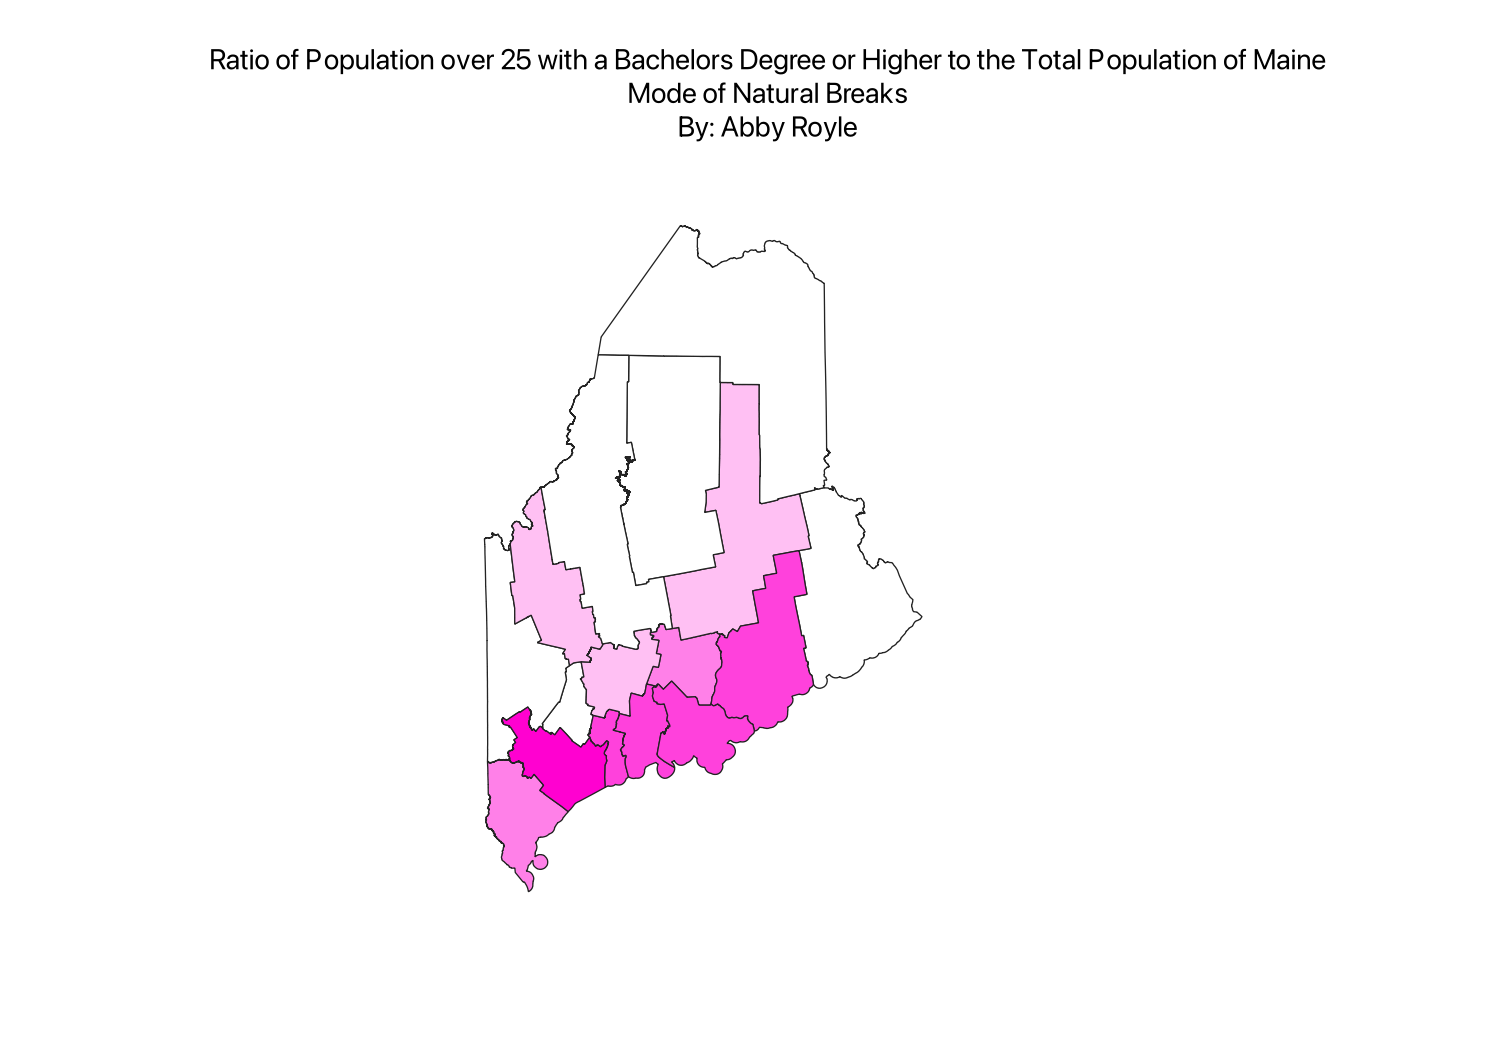 Ratio of Population over 25 with a Bachelors Degree or Higher to the Total Population of Maine
Mode of Natural Breaks
By: Abby Royle